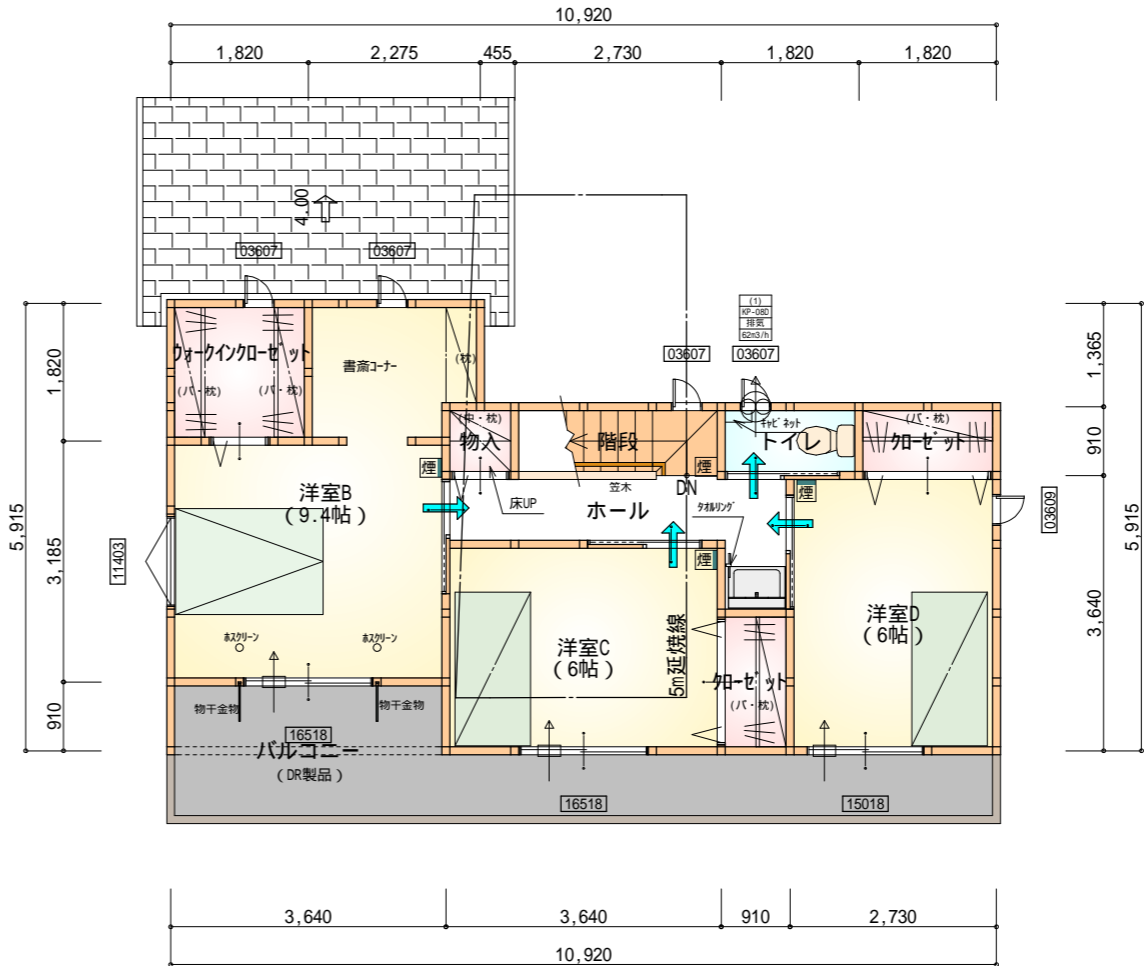 10,920
1,820
2,275
455
2,730
1,820
1,820
4.00
03607
03607
(1)
KP-08D
排気
62m3/h
03607
03607
5,915
1,820
3,185
910
1,365
910
3,640
5,915
ウォークインクローゼット
(パ・枕)
(パ・枕)
書斎コーナー
(枕)
(中・枕)
物入
階段
キャビネット
トイレ
(パ・枕)
クローゼット
煙
煙
煙
煙
笠木
DN
床UP
ホール
タオルリング
03609
洋室B
(9.4帖)
11403
洋室C
(6帖)
5m延焼線
洋室D
(6帖)
クローゼット
(パ・枕)
ホスクリーン
ホスクリーン
物干金物
物干金物
16518
バルコニー
(DR製品)
16518
15018
3,640
3,640
910
2,730
10,920